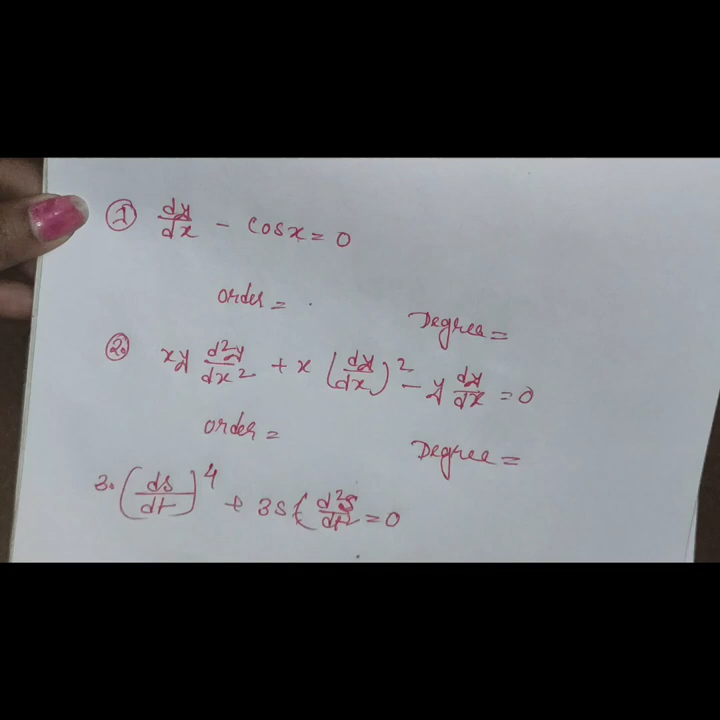 ① dy/dx - cosx = 0
order = . Degree =
②. xy d²y/dx² + x (dy/dx)² - y dy/dx = 0
order = Degree =
3. (ds/dt)⁴ + 3s d²s/dt² = 0